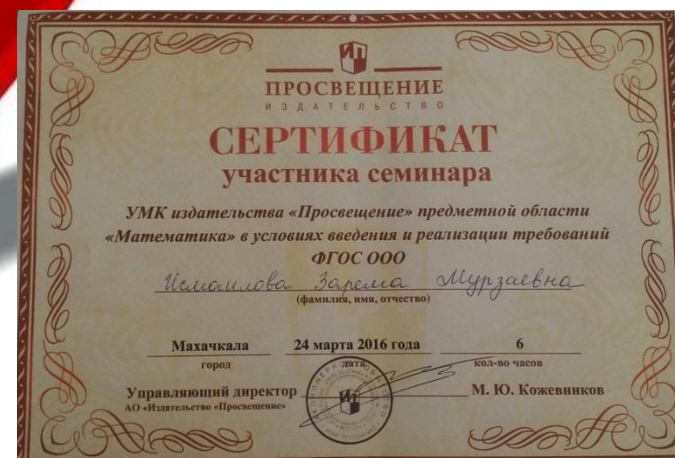 ИП
ПРОСВЕЩЕНИЕ
ИЗДАТЕЛЬСТВО
СЕРТИФИКАТ
участника семинара
УМК издательства «Просвещение» предметной области
«Математика» в условиях введения и реализации требований
ФГОС ООО
Исмаилова Зарема Мурзаевна
(фамилия, имя, отчество)
Махачкала 24 марта 2016 года 6
город дата кол-во часов
Управляющий директор М. Ю. Кожевников
АО «Издательство «Просвещение»